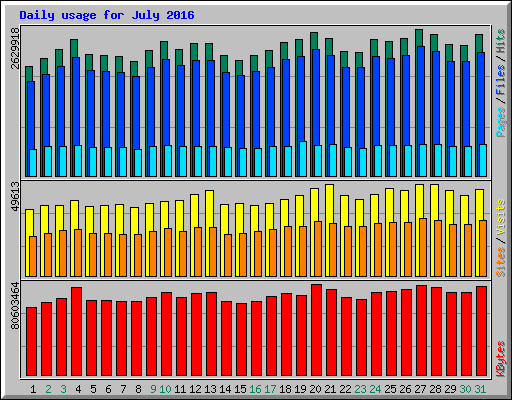 Daily usage for July 2016
2629918
Pages / Files / Hits
49613
Sites / Visits
80603464
KBytes
1 2 3 4 5 6 7 8 9 10 11 12 13 14 15 16 17 18 19 20 21 22 23 24 25 26 27 28 29 30 31